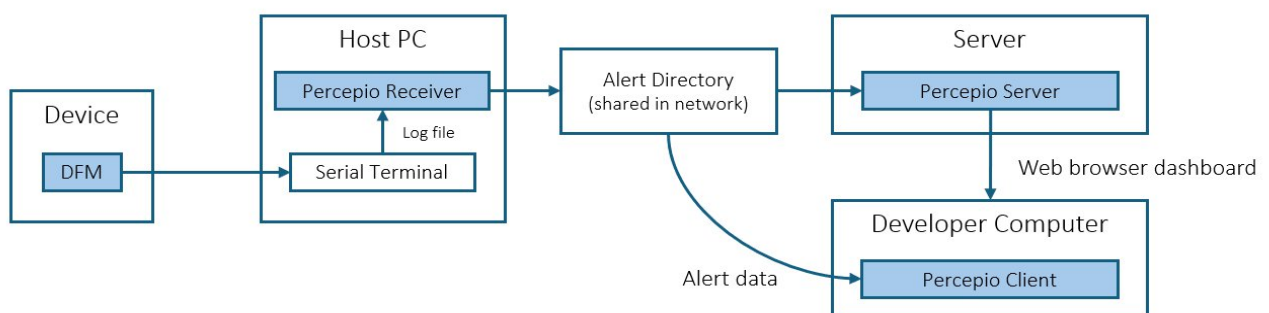 Device
DFM
Host PC
Percepio Receiver
Log file
Serial Terminal
Alert Directory
(shared in network)
Server
Percepio Server
Web browser dashboard
Developer Computer
Alert data
Percepio Client